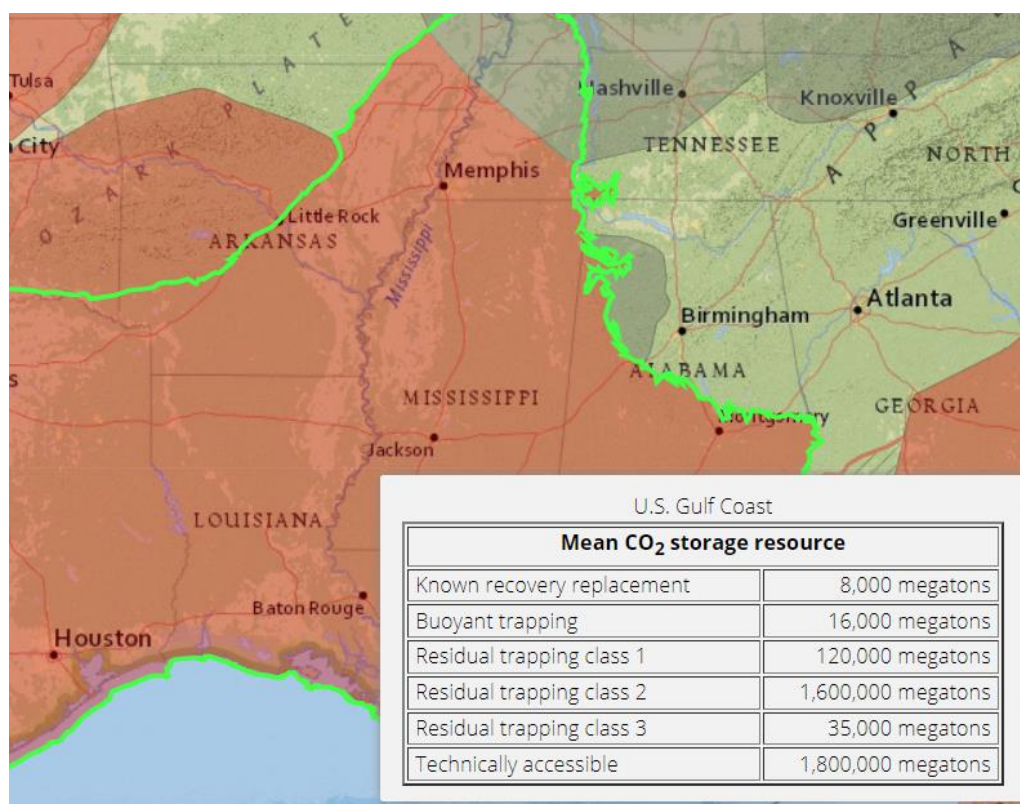 P L A T E
Tulsa
City
O Z A R K
Nashville
Knoxville
A P P A
TENNESSEE
NORTH
Memphis
Greenville
Little Rock
ARKANSAS
Mississippi
Atlanta
Birmingham
ALABAMA
s
MISSISSIPPI
GEORGIA
Montgomery
Jackson
LOUISIANA
Baton Rouge
Houston
U.S. Gulf Coast
Mean CO₂ storage resource
Known recovery replacement 8,000 megatons
Buoyant trapping 16,000 megatons
Residual trapping class 1 120,000 megatons
Residual trapping class 2 1,600,000 megatons
Residual trapping class 3 35,000 megatons
Technically accessible 1,800,000 megatons